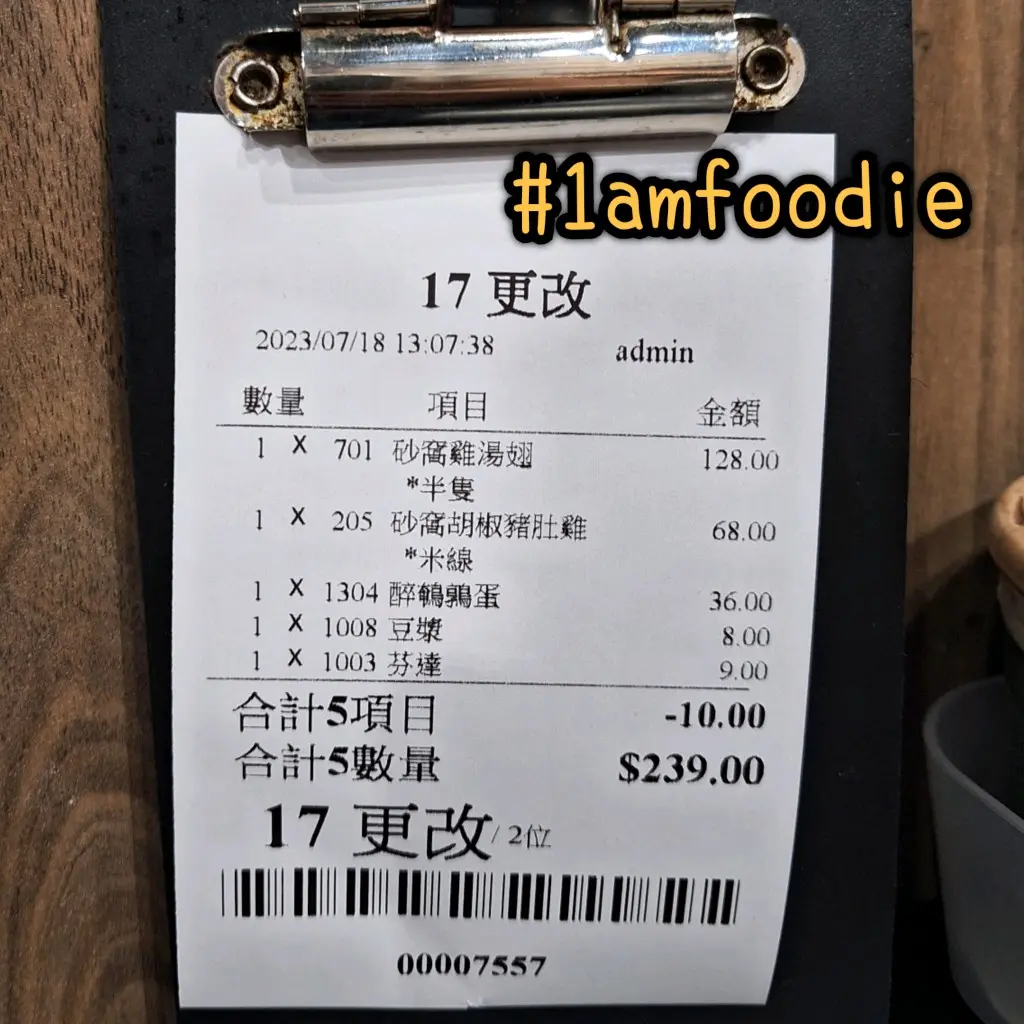 #1amfoodie
17 更改
2023/07/18 13:07:38 admin
數量 項目 金額
1 X 701 砂窩雞湯翅 128.00
*半隻
1 X 205 砂窩胡椒豬肚雞 68.00
*米線
1 X 1304 醉鵪鶉蛋 36.00
1 X 1008 豆漿 8.00
1 X 1003 芬達 9.00
合計5項目 -10.00
合計5數量 $239.00
17 更改 / 2位
00007557